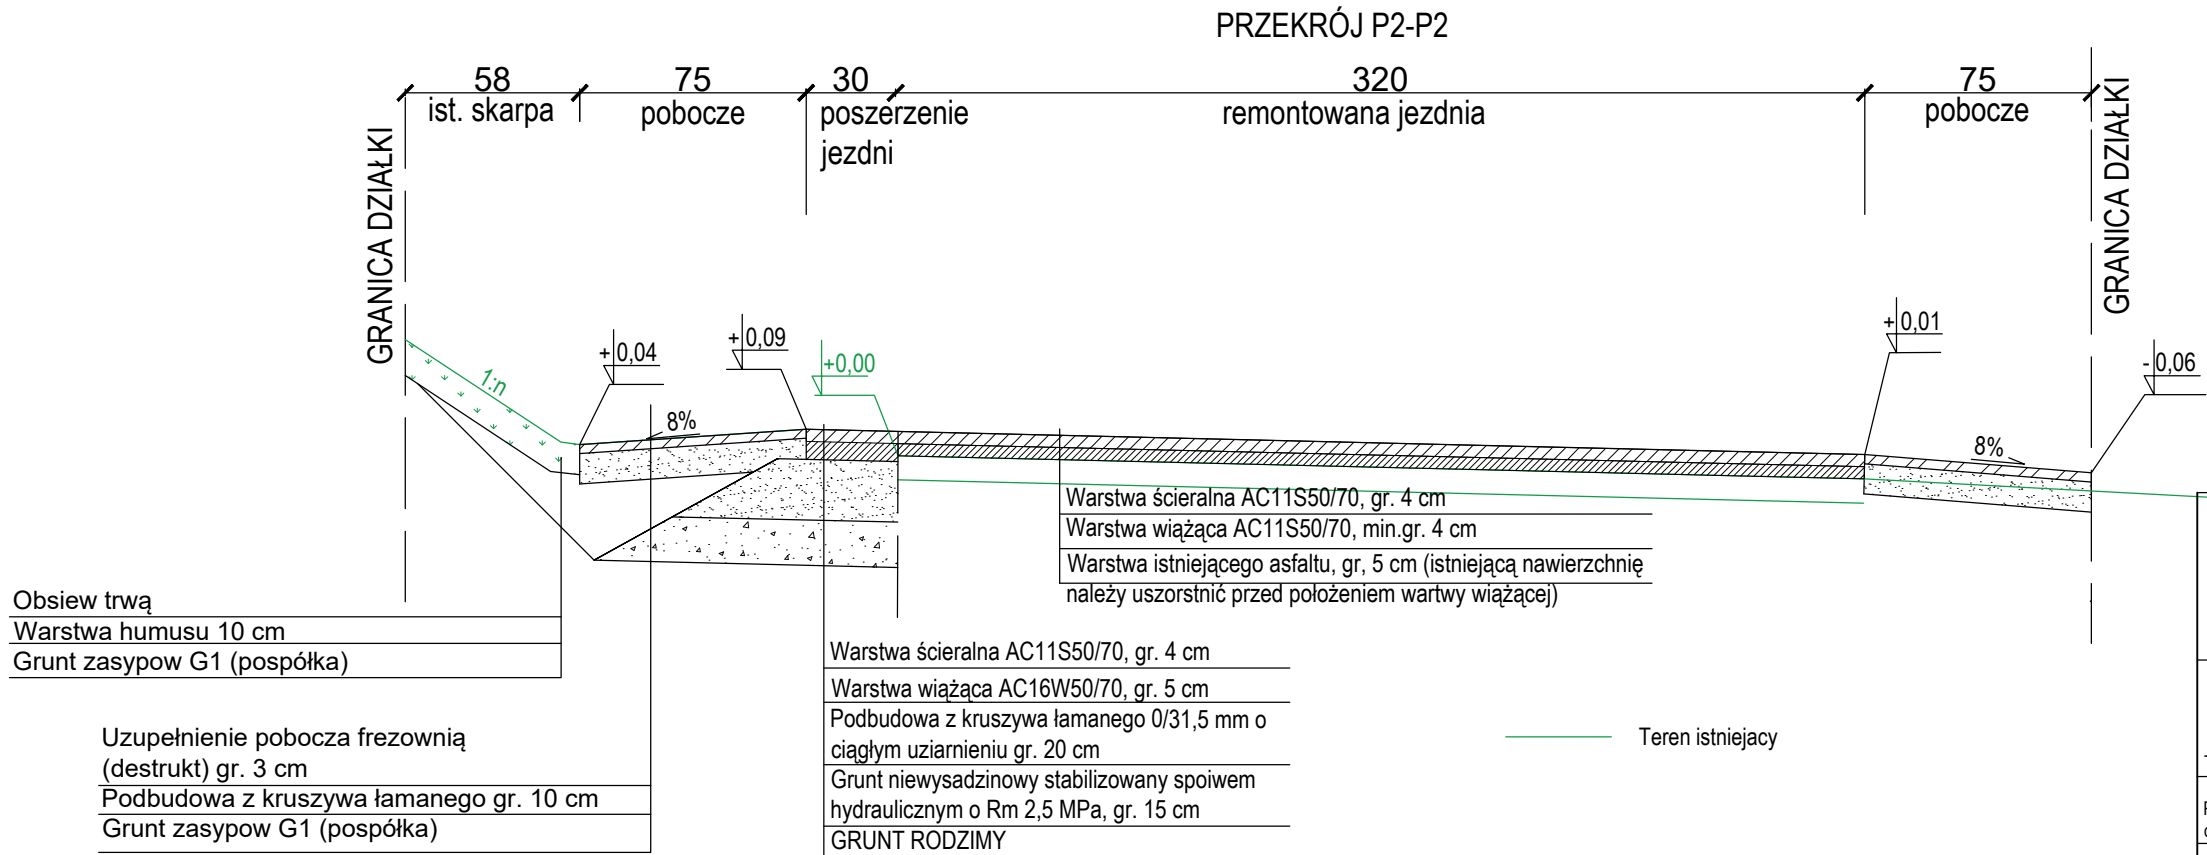 PRZEKRÓJ P2-P2
58
75
30
320
75
ist. skarpa
pobocze
poszerzenie
jezdni
remontowana jezdnia
pobocze
GRANICA DZIAŁKI
GRANICA DZIAŁKI
+0,04
+0,09
+0,00
+0,01
-0,06
1:n
8%
8%
Warstwa ścieralna AC11S50/70, gr. 4 cm
Warstwa wiążąca AC11S50/70, min.gr. 4 cm
Warstwa istniejącego asfaltu, gr, 5 cm (istniejącą nawierzchnię
należy uszorstnić przed położeniem wartwy wiążącej)
Obsiew trwą
Warstwa humusu 10 cm
Grunt zasypow G1 (pospółka)
Uzupełnienie pobocza frezownią
(destrukt) gr. 3 cm
Podbudowa z kruszywa łamanego gr. 10 cm
Grunt zasypow G1 (pospółka)
Warstwa ścieralna AC11S50/70, gr. 4 cm
Warstwa wiążąca AC16W50/70, gr. 5 cm
Podbudowa z kruszywa łamanego 0/31,5 mm o
ciągłym uziarnieniu gr. 20 cm
Grunt niewysadzinowy stabilizowany spoiwem
hydraulicznym o Rm 2,5 MPa, gr. 15 cm
GRUNT RODZIMY
Teren istniejacy